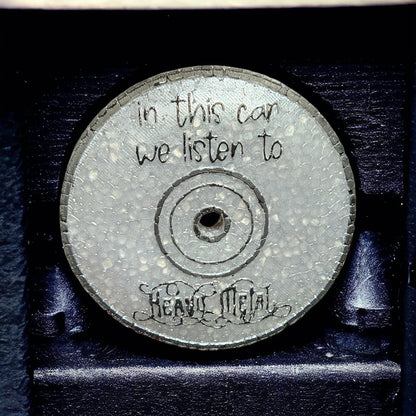 in this car
we listen to
Heavy Metal